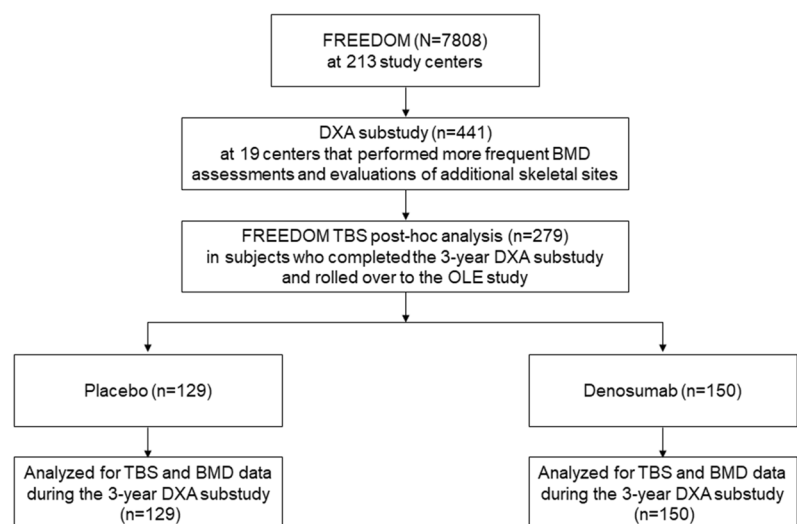 FREEDOM (N=7808)
at 213 study centers
DXA substudy (n=441)
at 19 centers that performed more frequent BMD
assessments and evaluations of additional skeletal sites
FREEDOM TBS post-hoc analysis (n=279)
in subjects who completed the 3-year DXA substudy
and rolled over to the OLE study
Placebo (n=129)
Denosumab (n=150)
Analyzed for TBS and BMD data
during the 3-year DXA substudy
(n=129)
Analyzed for TBS and BMD data
during the 3-year DXA substudy
(n=150)